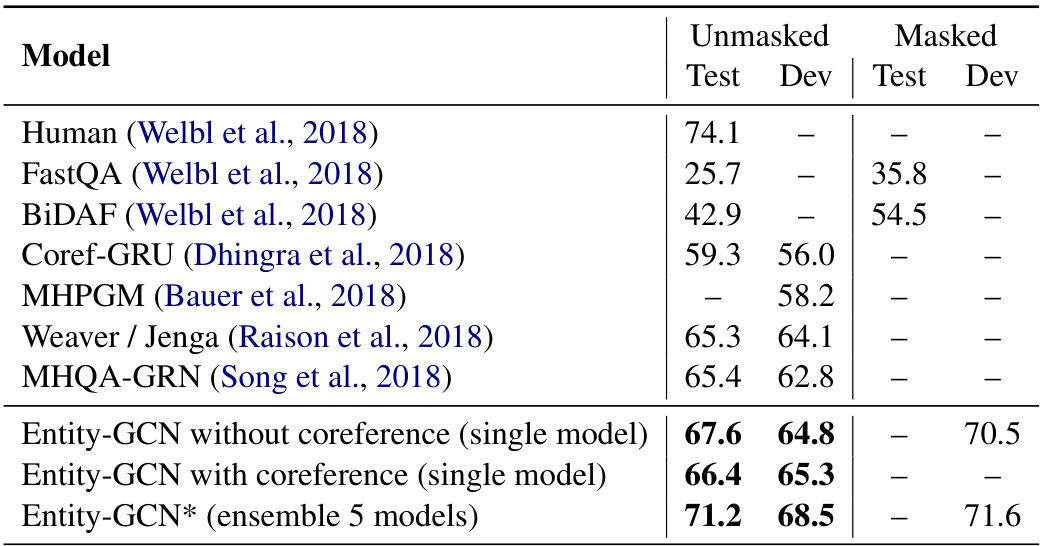 Model Unmasked Masked
Test Dev Test Dev
Human (Welbl et al., 2018) 74.1 – – –
FastQA (Welbl et al., 2018) 25.7 – 35.8 –
BiDAF (Welbl et al., 2018) 42.9 – 54.5 –
Coref-GRU (Dhingra et al., 2018) 59.3 56.0 – –
MHPGM (Bauer et al., 2018) – 58.2 – –
Weaver / Jenga (Raison et al., 2018) 65.3 64.1 – –
MHQA-GRN (Song et al., 2018) 65.4 62.8 – –
Entity-GCN without coreference (single model) 67.6 64.8 – 70.5
Entity-GCN with coreference (single model) 66.4 65.3 – –
Entity-GCN* (ensemble 5 models) 71.2 68.5 – 71.6